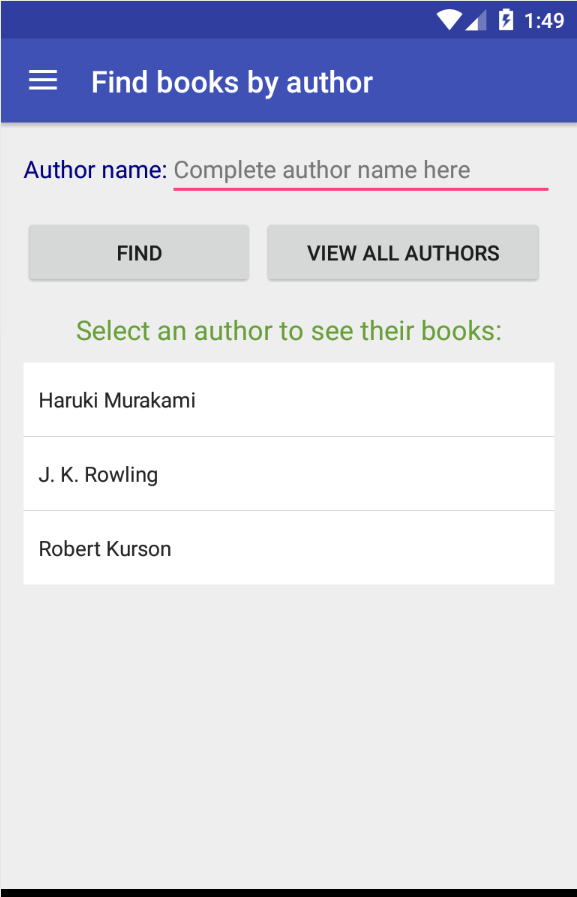 1:49
Find books by author
Author name: Complete author name here
FIND VIEW ALL AUTHORS
Select an author to see their books:
Haruki Murakami
J. K. Rowling
Robert Kurson